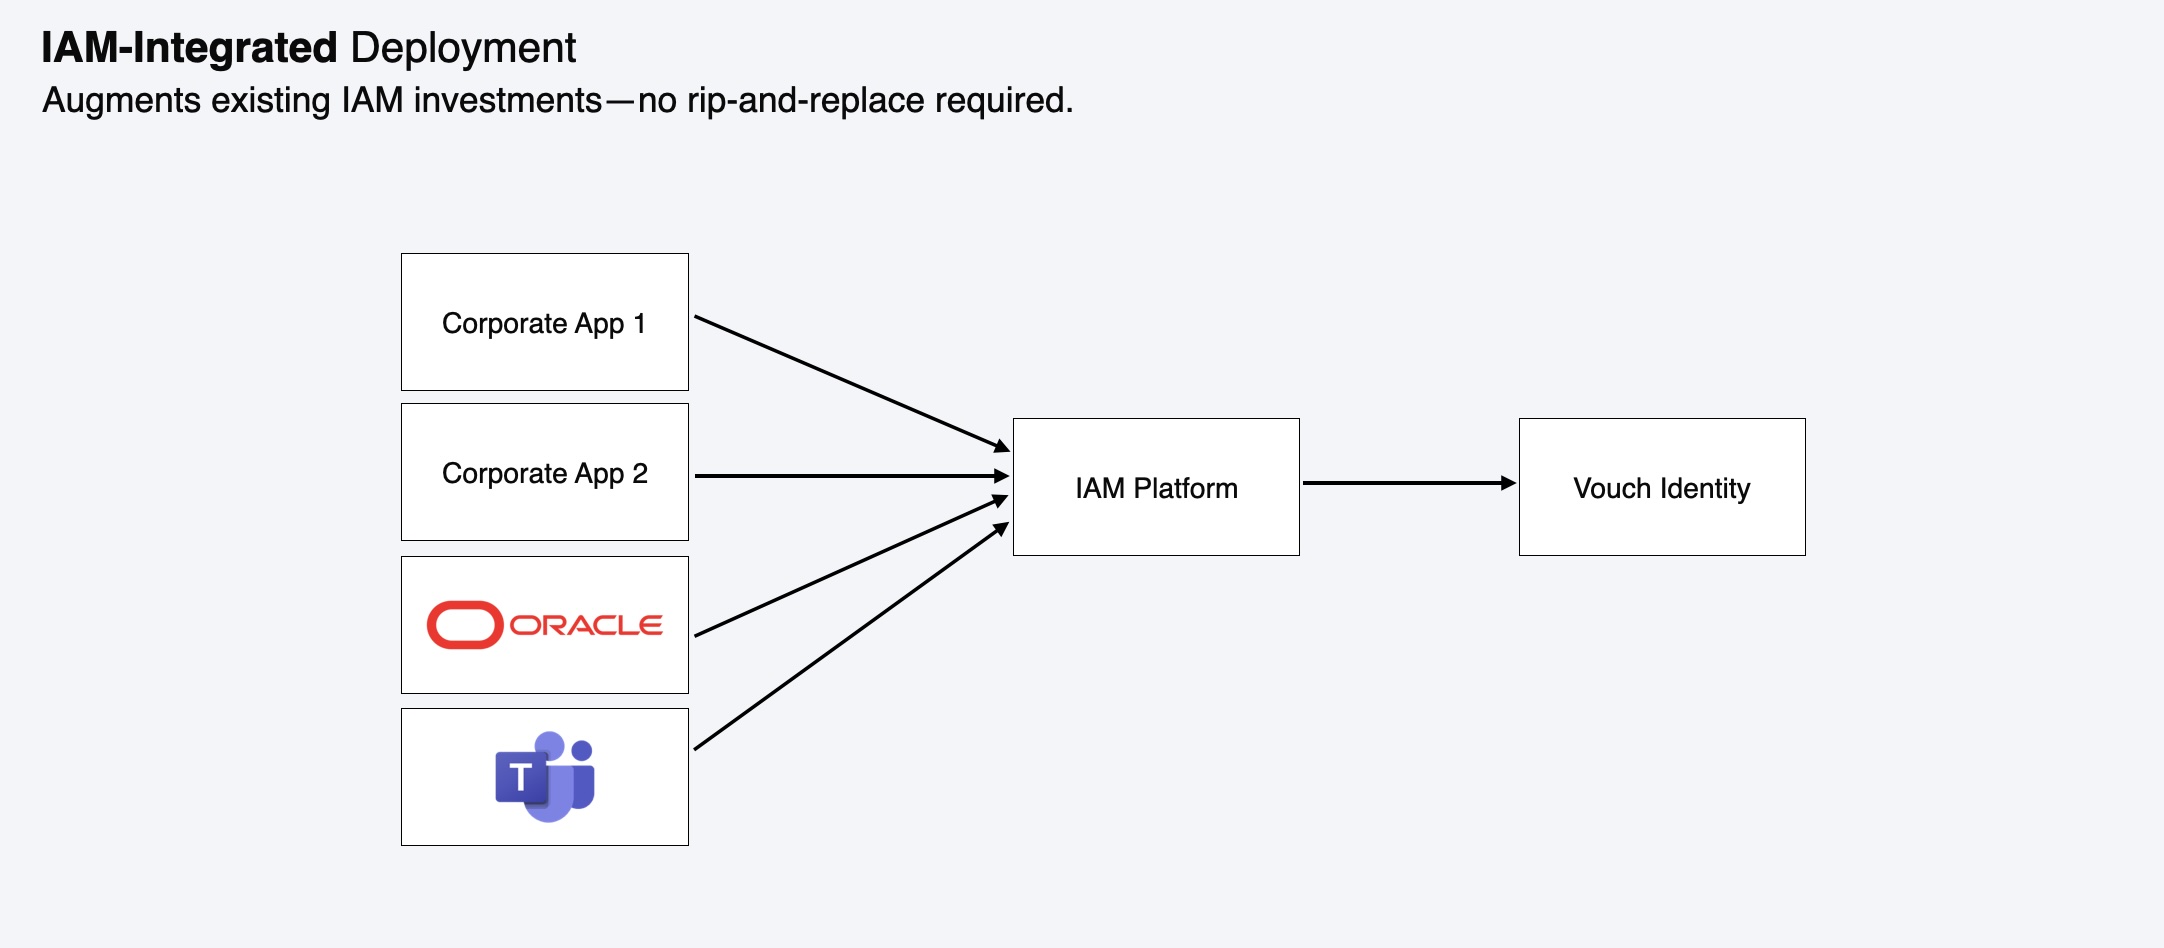 IAM-Integrated Deployment
Augments existing IAM investments—no rip-and-replace required.
Corporate App 1
Corporate App 2
IAM Platform
Vouch Identity
ORACLE
T